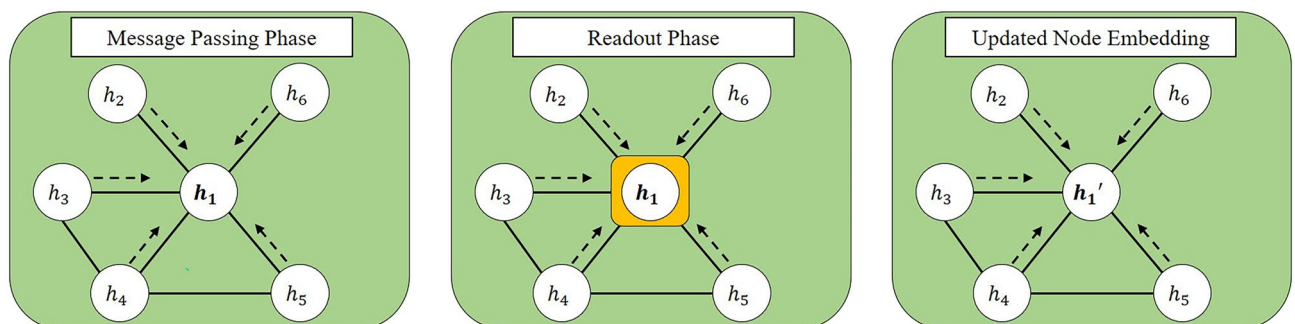 Message Passing Phase
h₂
h₆
h₃
h₁
h₄
h₅
Readout Phase
h₂
h₆
h₃
h₁
h₄
h₅
Updated Node Embedding
h₂
h₆
h₃
h₁′
h₄
h₅